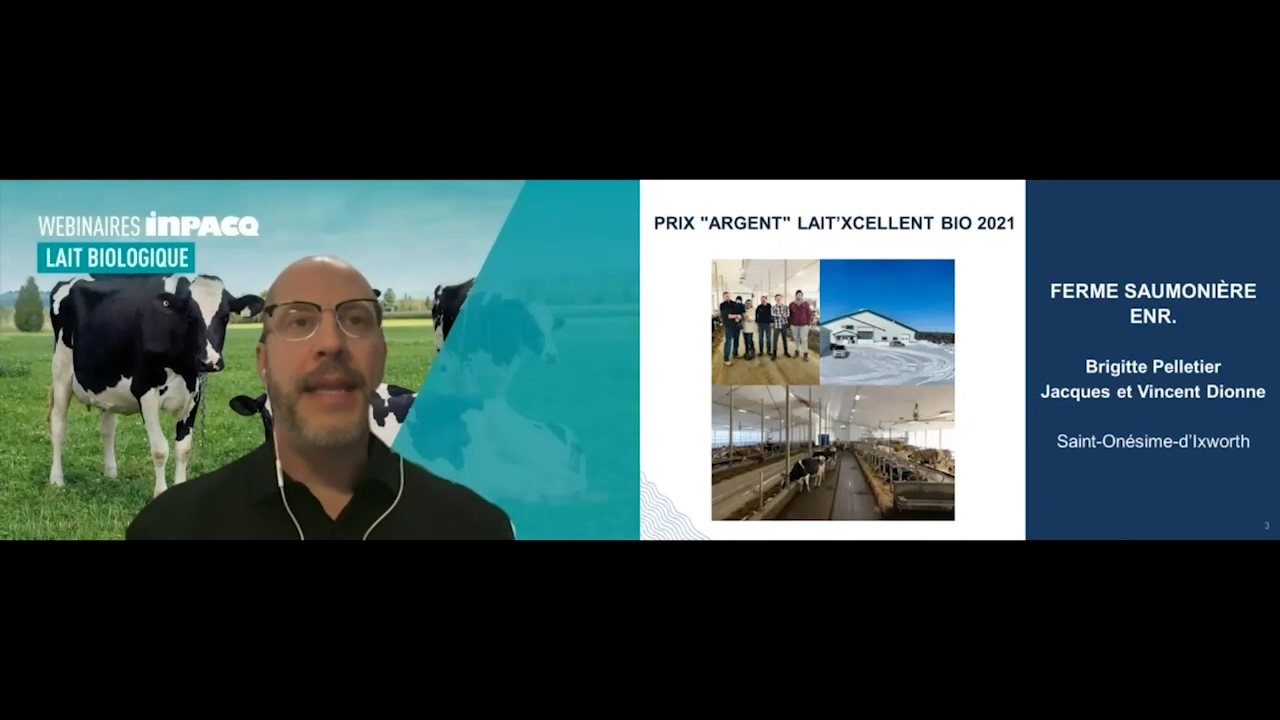 WEBINAIRES INPACQ
LAIT BIOLOGIQUE
PRIX "ARGENT" LAIT’XCELLENT BIO 2021
FERME SAUMONIÈRE
ENR.
Brigitte Pelletier
Jacques et Vincent Dionne
Saint-Onésime-d’Ixworth
3